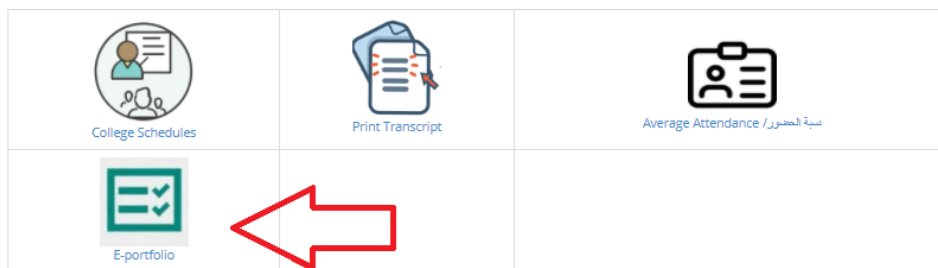 College Schedules
Print Transcript
Average Attendance /نسبة الحضور
E-portfolio